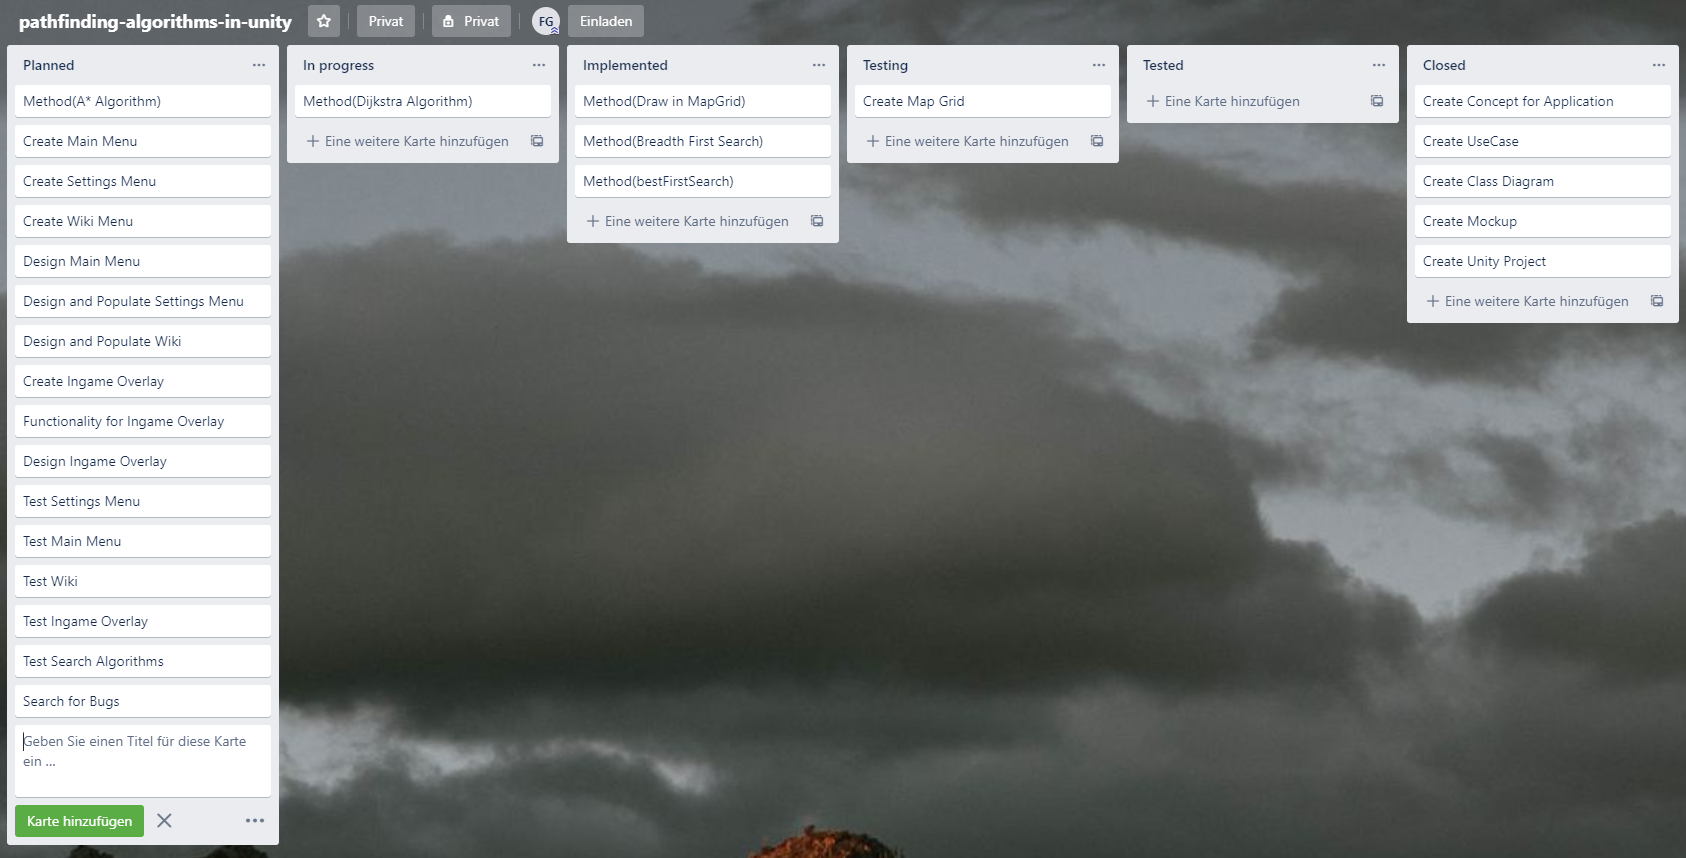 pathfinding-algorithms-in-unity
Privat
Privat
FG
Einladen
Planned
Method(A* Algorithm)
Create Main Menu
Create Settings Menu
Create Wiki Menu
Design Main Menu
Design and Populate Settings Menu
Design and Populate Wiki
Create Ingame Overlay
Functionality for Ingame Overlay
Design Ingame Overlay
Test Settings Menu
Test Main Menu
Test Wiki
Test Ingame Overlay
Test Search Algorithms
Search for Bugs
Geben Sie einen Titel für diese Karte
ein ...
Karte hinzufügen
In progress
Method(Dijkstra Algorithm)
Eine weitere Karte hinzufügen
Implemented
Method(Draw in MapGrid)
Method(Breadth First Search)
Method(bestFirstSearch)
Eine weitere Karte hinzufügen
Testing
Create Map Grid
Eine weitere Karte hinzufügen
Tested
Eine Karte hinzufügen
Closed
Create Concept for Application
Create UseCase
Create Class Diagram
Create Mockup
Create Unity Project
Eine weitere Karte hinzufügen